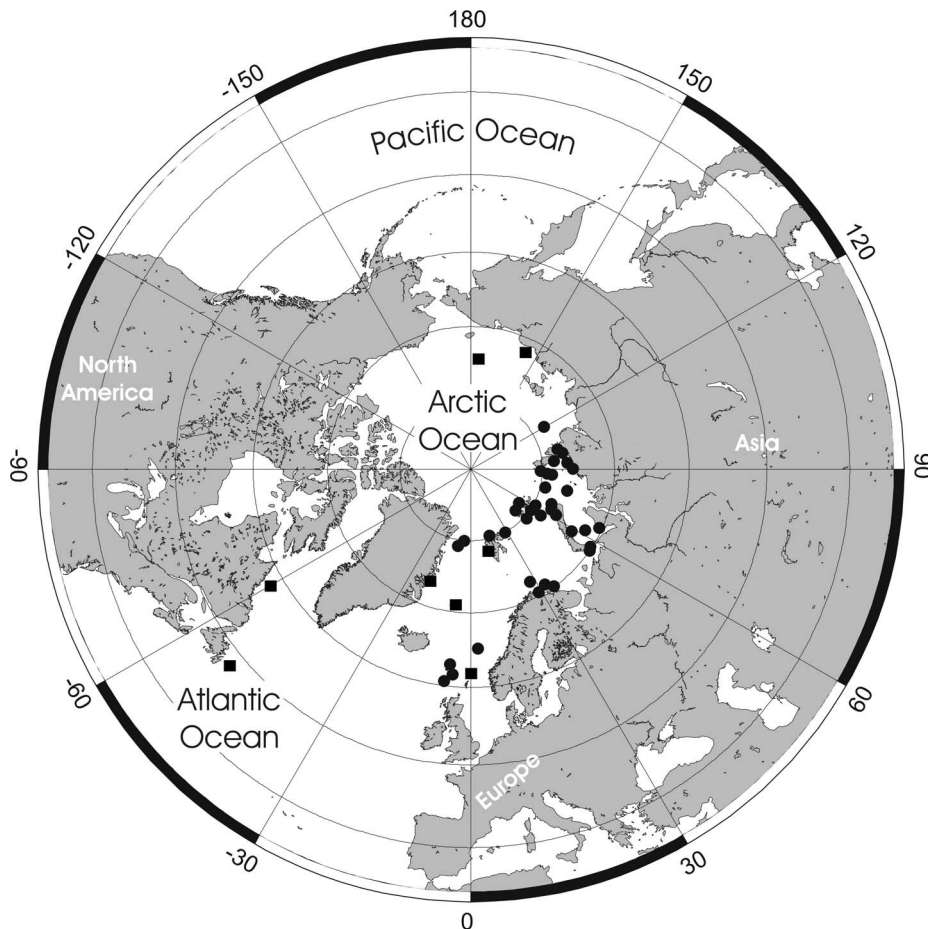 180
-150
150
Pacific Ocean
-120
120
North
America
Arctic
Ocean
Asia
-90
90
-60
60
Atlantic
Ocean
Europe
-30
30
0